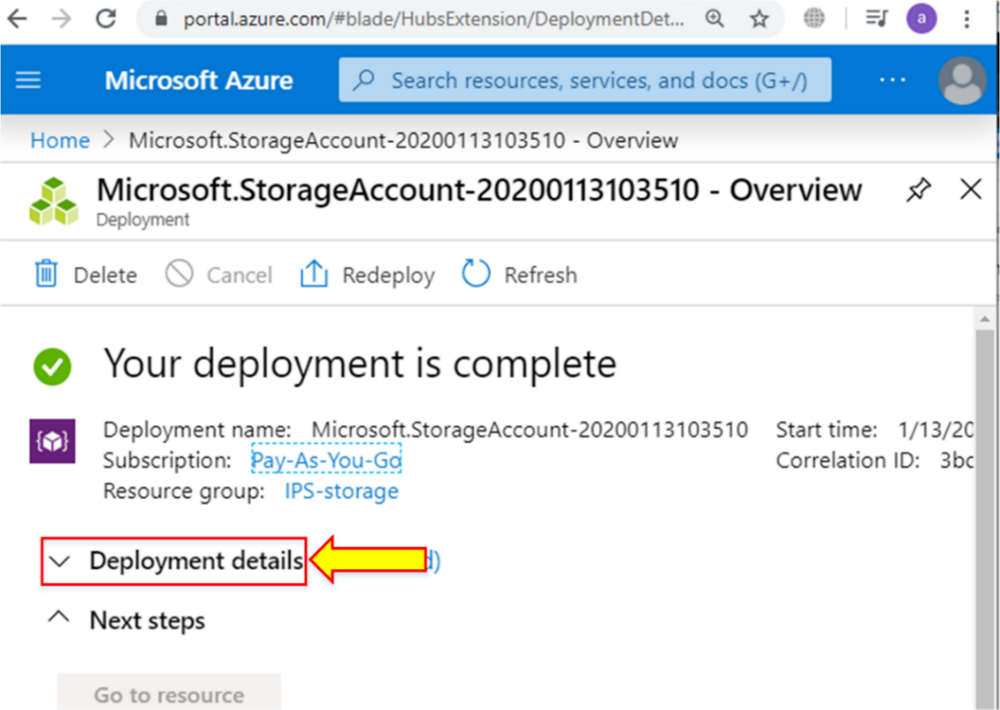 portal.azure.com/#blade/HubsExtension/DeploymentDet...
a
Microsoft Azure
Search resources, services, and docs (G+/)
...
Home > Microsoft.StorageAccount-20200113103510 - Overview
Microsoft.StorageAccount-20200113103510 - Overview
Deployment
Delete Cancel Redeploy Refresh
Your deployment is complete
Deployment name: Microsoft.StorageAccount-20200113103510 Start time: 1/13/20
Subscription: Pay-As-You-Go Correlation ID: 3bc
Resource group: IPS-storage
Deployment details
Next steps
Go to resource